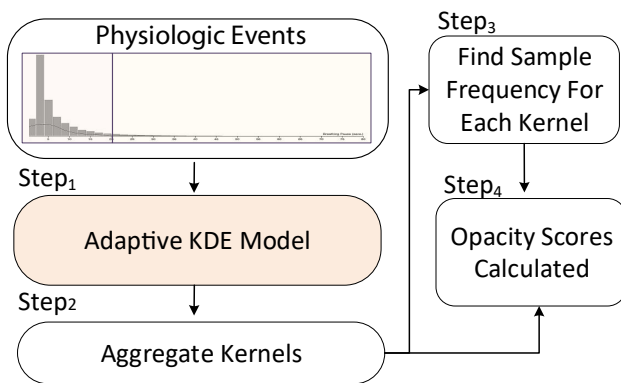 Physiologic Events
Step1
Adaptive KDE Model
Step2
Aggregate Kernels
Step3
Find Sample
Frequency For
Each Kernel
Step4
Opacity Scores
Calculated